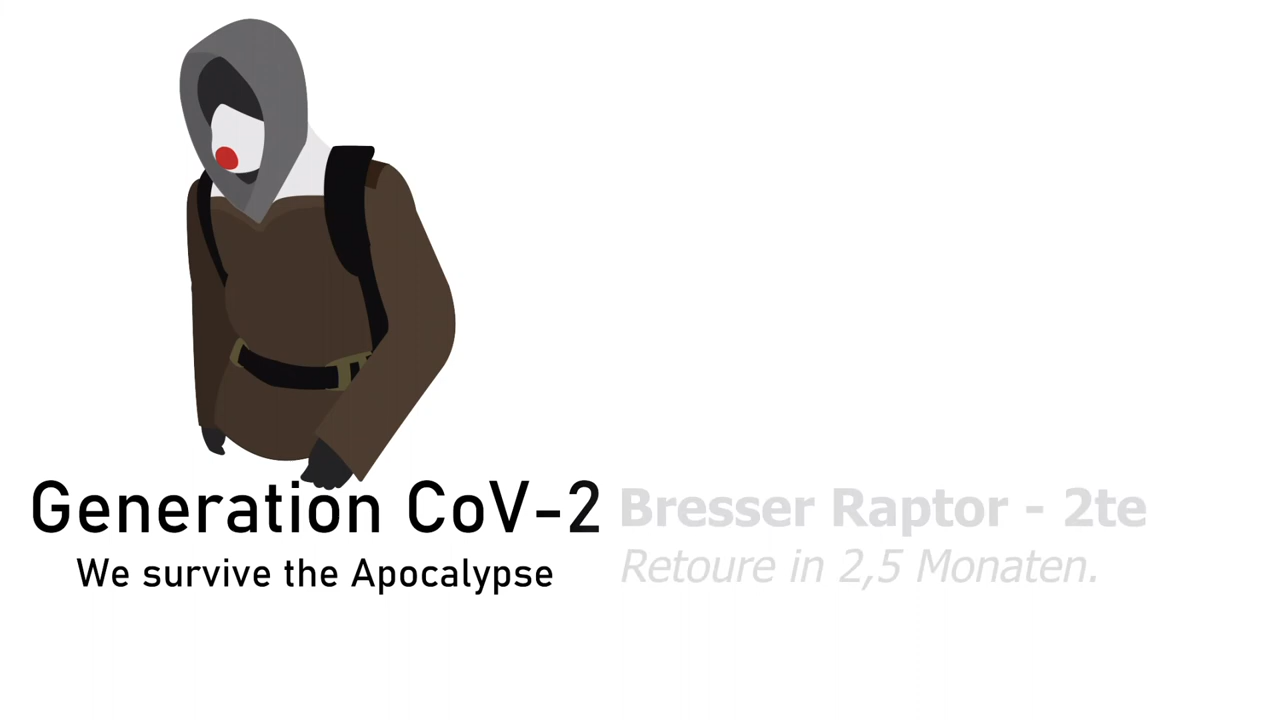 Generation CoV-2
We survive the Apocalypse
Bresser Raptor - 2te
Retoure in 2,5 Monaten.